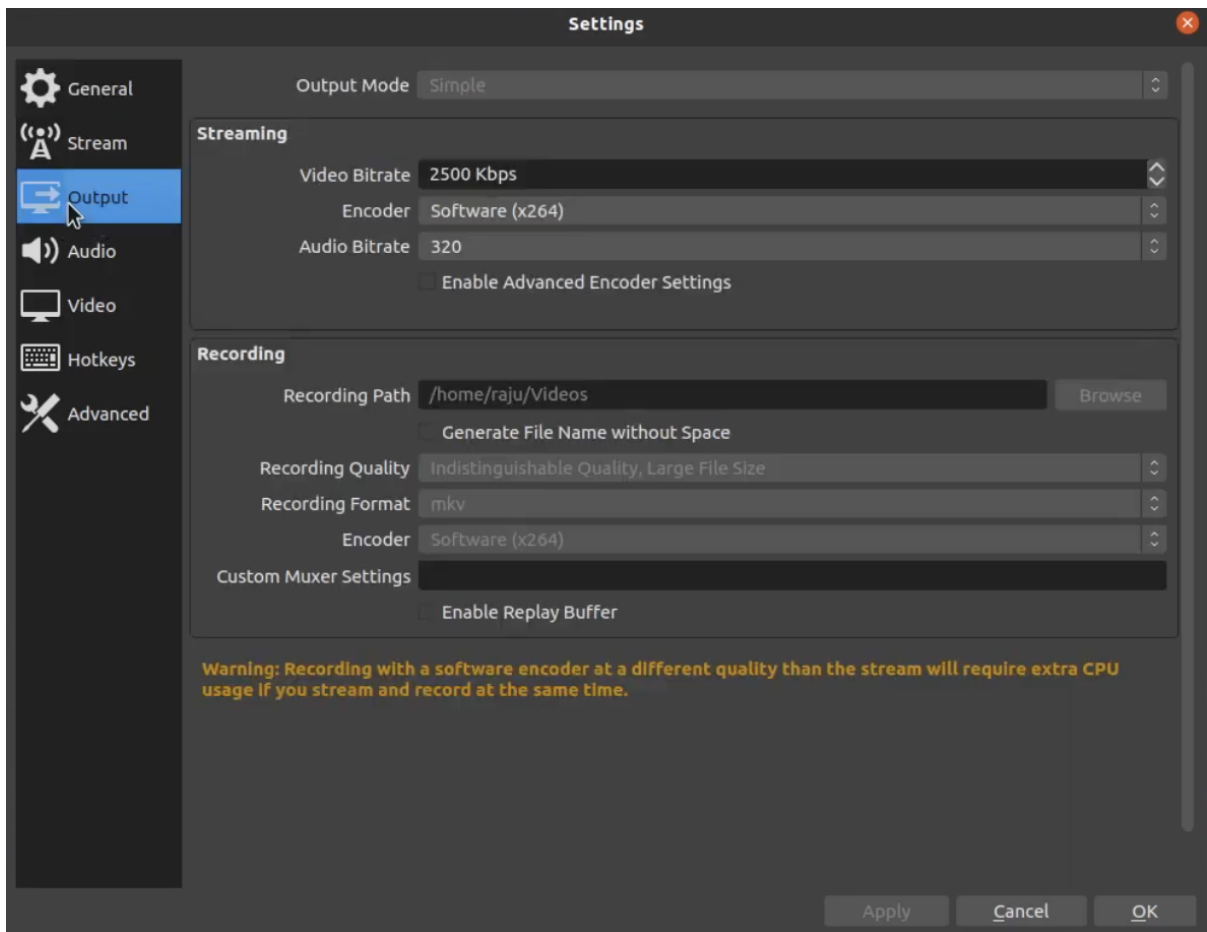 Settings
General
Stream
Output
Audio
Video
Hotkeys
Advanced
Output Mode Simple
Streaming
Video Bitrate 2500 Kbps
Encoder Software (x264)
Audio Bitrate 320
Enable Advanced Encoder Settings
Recording
Recording Path /home/raju/Videos Browse
Generate File Name without Space
Recording Quality Indistinguishable Quality, Large File Size
Recording Format mkv
Encoder Software (x264)
Custom Muxer Settings
Enable Replay Buffer
Warning: Recording with a software encoder at a different quality than the stream will require extra CPU
usage if you stream and record at the same time.
Apply Cancel OK